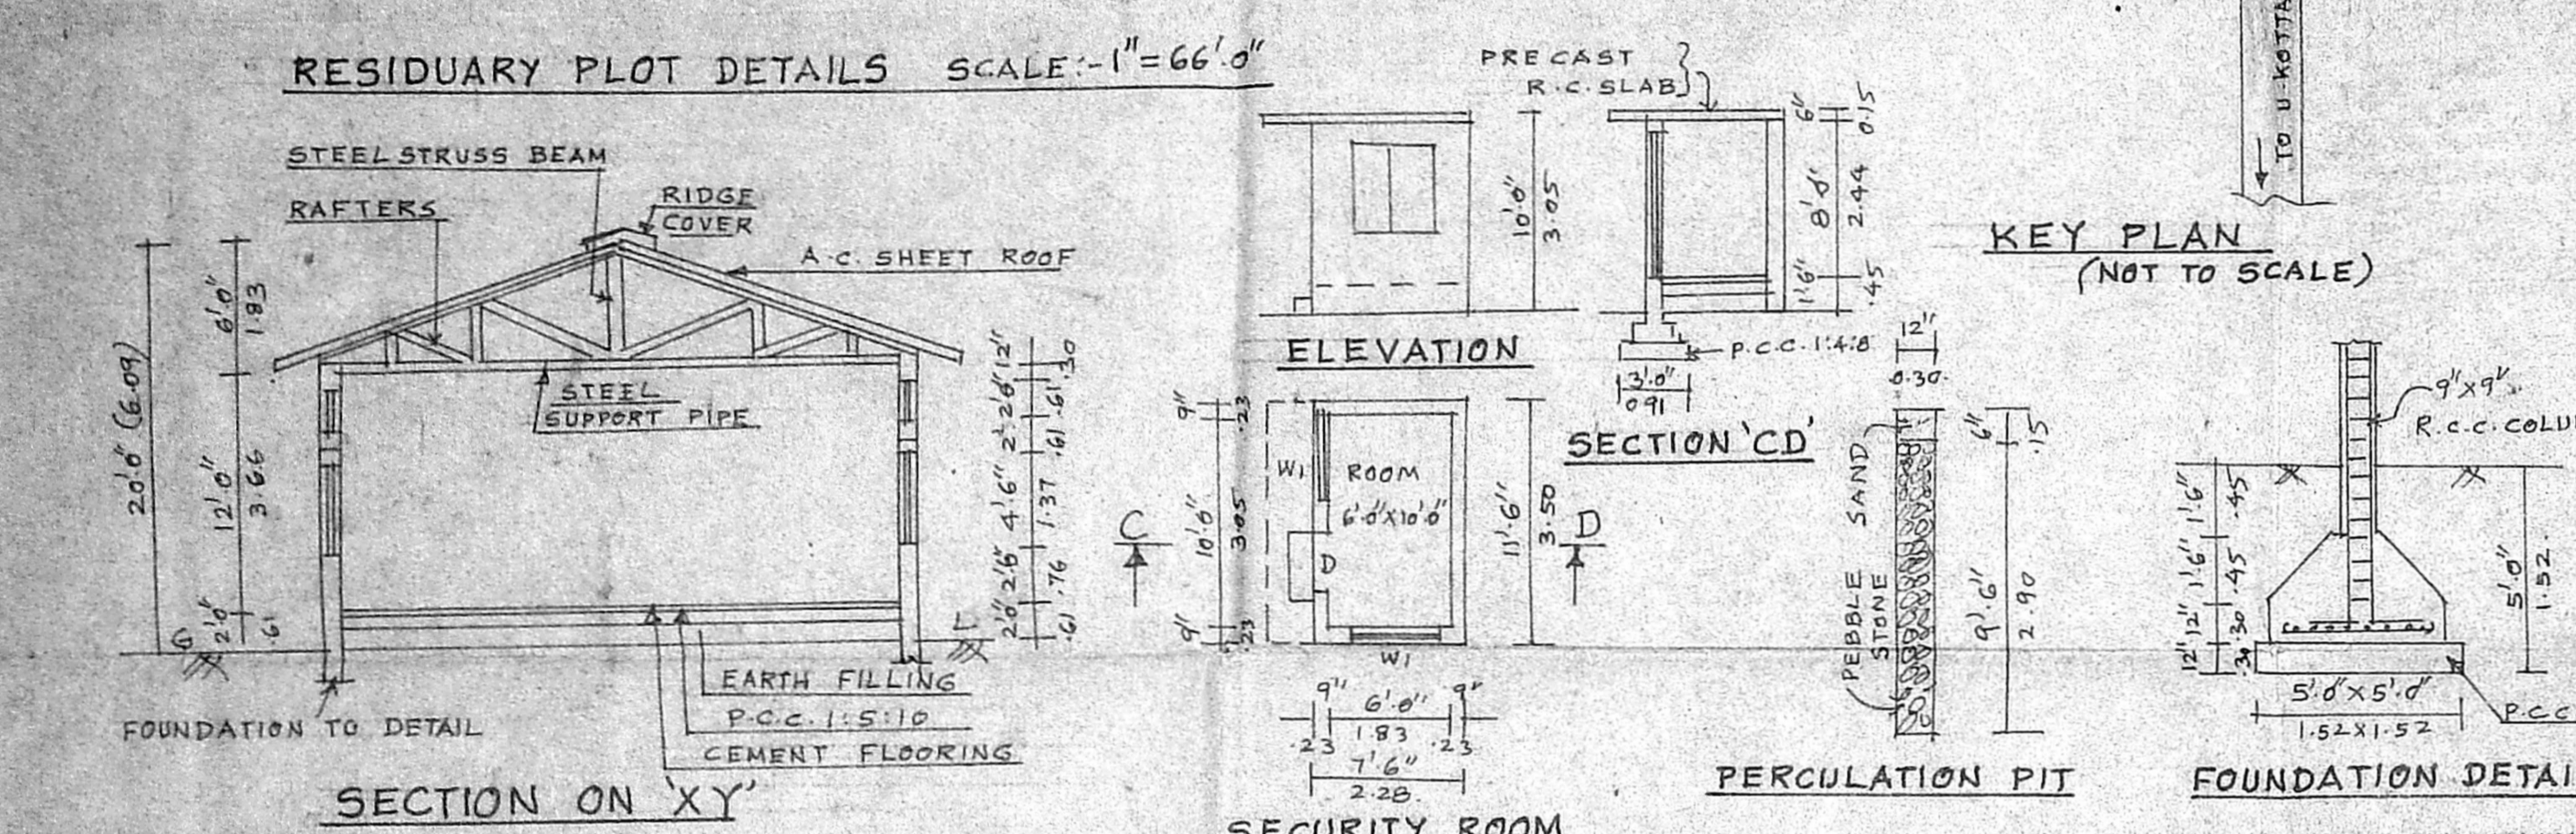 RESIDUARY PLOT DETAILS SCALE:-1"=66'.0"
STEEL STRUSS BEAM
RAFTERS
RIDGE
COVER
A.C. SHEET ROOF
6'.0"
1.83
20'.0" (6.09)
12'.0"
3.66
2'.0"
.61
G
L
STEEL
SUPPORT PIPE
12"
.30
2'.0"
.61
2'.0"
.61
4'.6"
1.37
2'.6"
.76
2'.0"
.61
EARTH FILLING
P.C.C. 1:5:10
CEMENT FLOORING
FOUNDATION TO DETAIL
SECTION ON 'XY'
PRE CAST
R.C. SLAB
10'.0"
3.05
ELEVATION
6"
0.15
8'.0"
2.44
1'6"
.45
P.C.C. 1:4:8
3'.0"
0.91
SECTION 'CD'
9"
.23
10'.0"
3.05
9"
.23
W1
ROOM
6'.0"X10'.0"
D
W1
11'.6"
3.50
C
D
9" 6'.0" 9"
.23 1.83 .23
7'6"
2.28
SECURITY ROOM
12"
0.30
SAND
PEBBLE
STONE
6"
.15
9'.6"
2.90
PERCULATION PIT
TO U-KOTTA
KEY PLAN
(NOT TO SCALE)
9"X9"
R.C.C. COLU
1'6"
.45
1'6"
.45
12"
.30
12"
.30
5'.0"
1.52
5'.0"X5'.0"
1.52X1.52
P.C.C
FOUNDATION DETAI